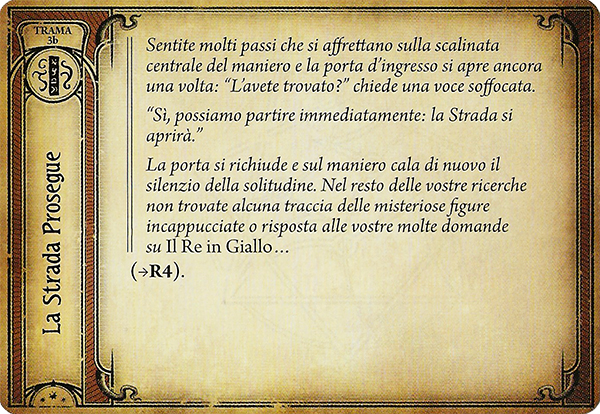 TRAMA
3b
La Strada Prosegue
Sentite molti passi che si affrettano sulla scalinata
centrale del maniero e la porta d’ingresso si apre ancora
una volta: “L’avete trovato?” chiede una voce soffocata.
“Sì, possiamo partire immediatamente: la Strada si
aprirà.”
La porta si richiude e sul maniero cala di nuovo il
silenzio della solitudine. Nel resto delle vostre ricerche
non trovate alcuna traccia delle misteriose figure
incappucciate o risposta alle vostre molte domande
su Il Re in Giallo…
(→R4).